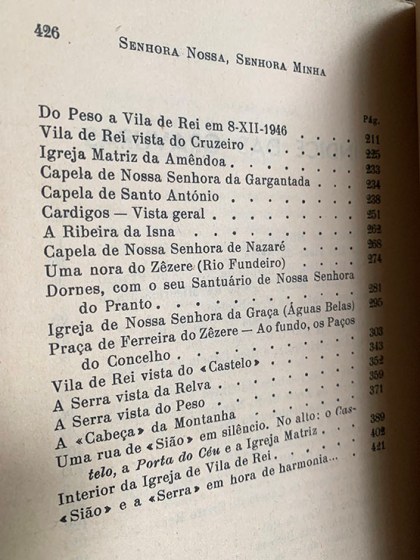 426
SENHORA NOSSA, SENHORA MINHA
Pág.
Do Peso a Vila de Rei em 8-XII-1946 . . . . . 211
Vila de Rei vista do Cruzeiro . . . . . . 225
Igreja Matriz da Amêndoa . . . . . . . 233
Capela de Nossa Senhora da Gargantada . . . . 234
Capela de Santo António . . . . . . . 238
Cardigos — Vista geral . . . . . . . 251
A Ribeira da Isna . . . . . . . . 262
Capela de Nossa Senhora de Nazaré . . . . . 268
Uma nora do Zêzere (Rio Fundeiro) . . . . . 274
Dornes, com o seu Santuário de Nossa Senhora
do Pranto . . . . . . . . . 281
Igreja de Nossa Senhora da Graça (Águas Belas) 295
Praça de Ferreira do Zêzere — Ao fundo, os Paços
do Concelho . . . . . . . . . 303
Vila de Rei vista do «Castelo» . . . . . . 343
A Serra vista da Relva . . . . . . . 352
A Serra vista do Peso . . . . . . . 359
A «Cabeça» da Montanha . . . . . . . 371
Uma rua de «Sião» em silêncio. No alto: o Cas-
telo, a Porta do Céu e a Igreja Matriz . . . . 389
Interior da Igreja de Vila de Rei . . . . . 402
«Sião» e a «Serra» em hora de harmonia... . . . 421